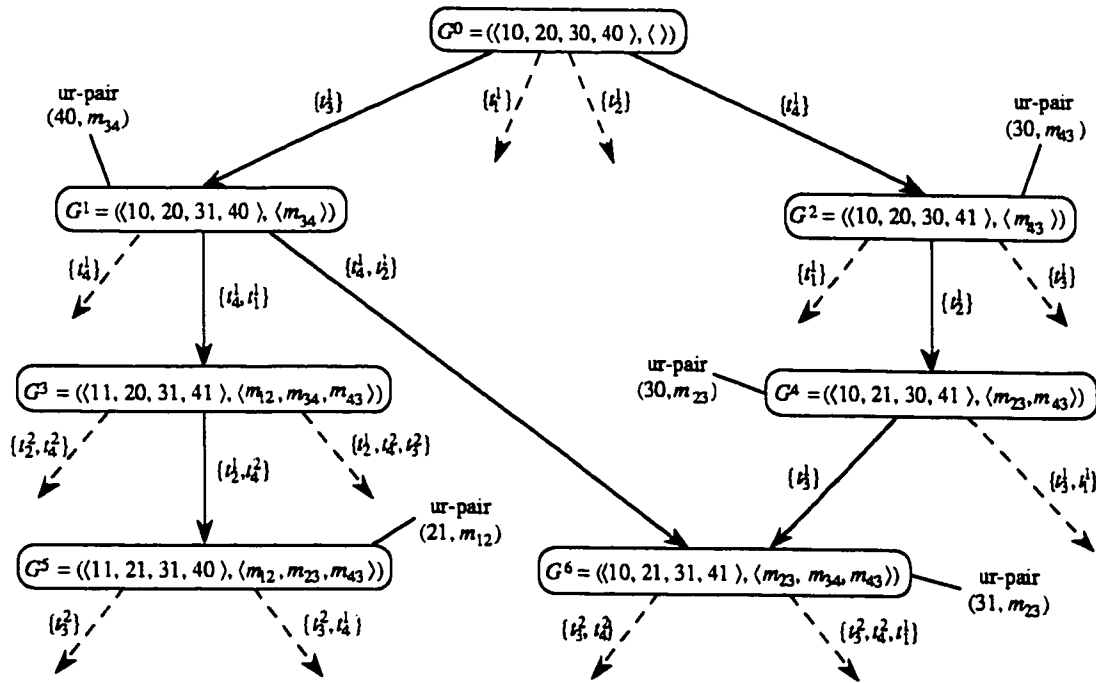 G⁰ = (⟨10, 20, 30, 40 ⟩, ⟨ ⟩)
ur-pair
(40, m₃₄)
{t₃¹}
{t₁¹}
{t₂¹}
{t₄¹}
ur-pair
(30, m₄₃)
G¹ = (⟨10, 20, 31, 40 ⟩, ⟨m₃₄ ⟩)
G² = (⟨10, 20, 30, 41 ⟩, ⟨ m₄₃ ⟩)
{t₄¹}
{t₄¹, t₁¹}
{t₄¹, t₂¹}
{t₁¹}
{t₂¹}
{t₃¹}
G³ = (⟨11, 20, 31, 41 ⟩, ⟨m₁₂, m₃₄, m₄₃⟩)
ur-pair
(30, m₂₃)
G⁴ = (⟨10, 21, 30, 41 ⟩, ⟨m₂₃, m₄₃⟩)
{t₂², t₄²}
{t₂¹, t₄²}
{t₂¹, t₄², t₃²}
{t₃¹}
{t₃¹, t₁¹}
ur-pair
(21, m₁₂)
G⁵ = (⟨11, 21, 31, 40 ⟩, ⟨m₁₂, m₂₃, m₄₃⟩)
G⁶ = (⟨10, 21, 31, 41 ⟩, ⟨m₂₃, m₃₄, m₄₃⟩)
ur-pair
(31, m₂₃)
{t₃²}
{t₃², t₄¹}
{t₃², t₄²}
{t₃², t₄², t₁¹}